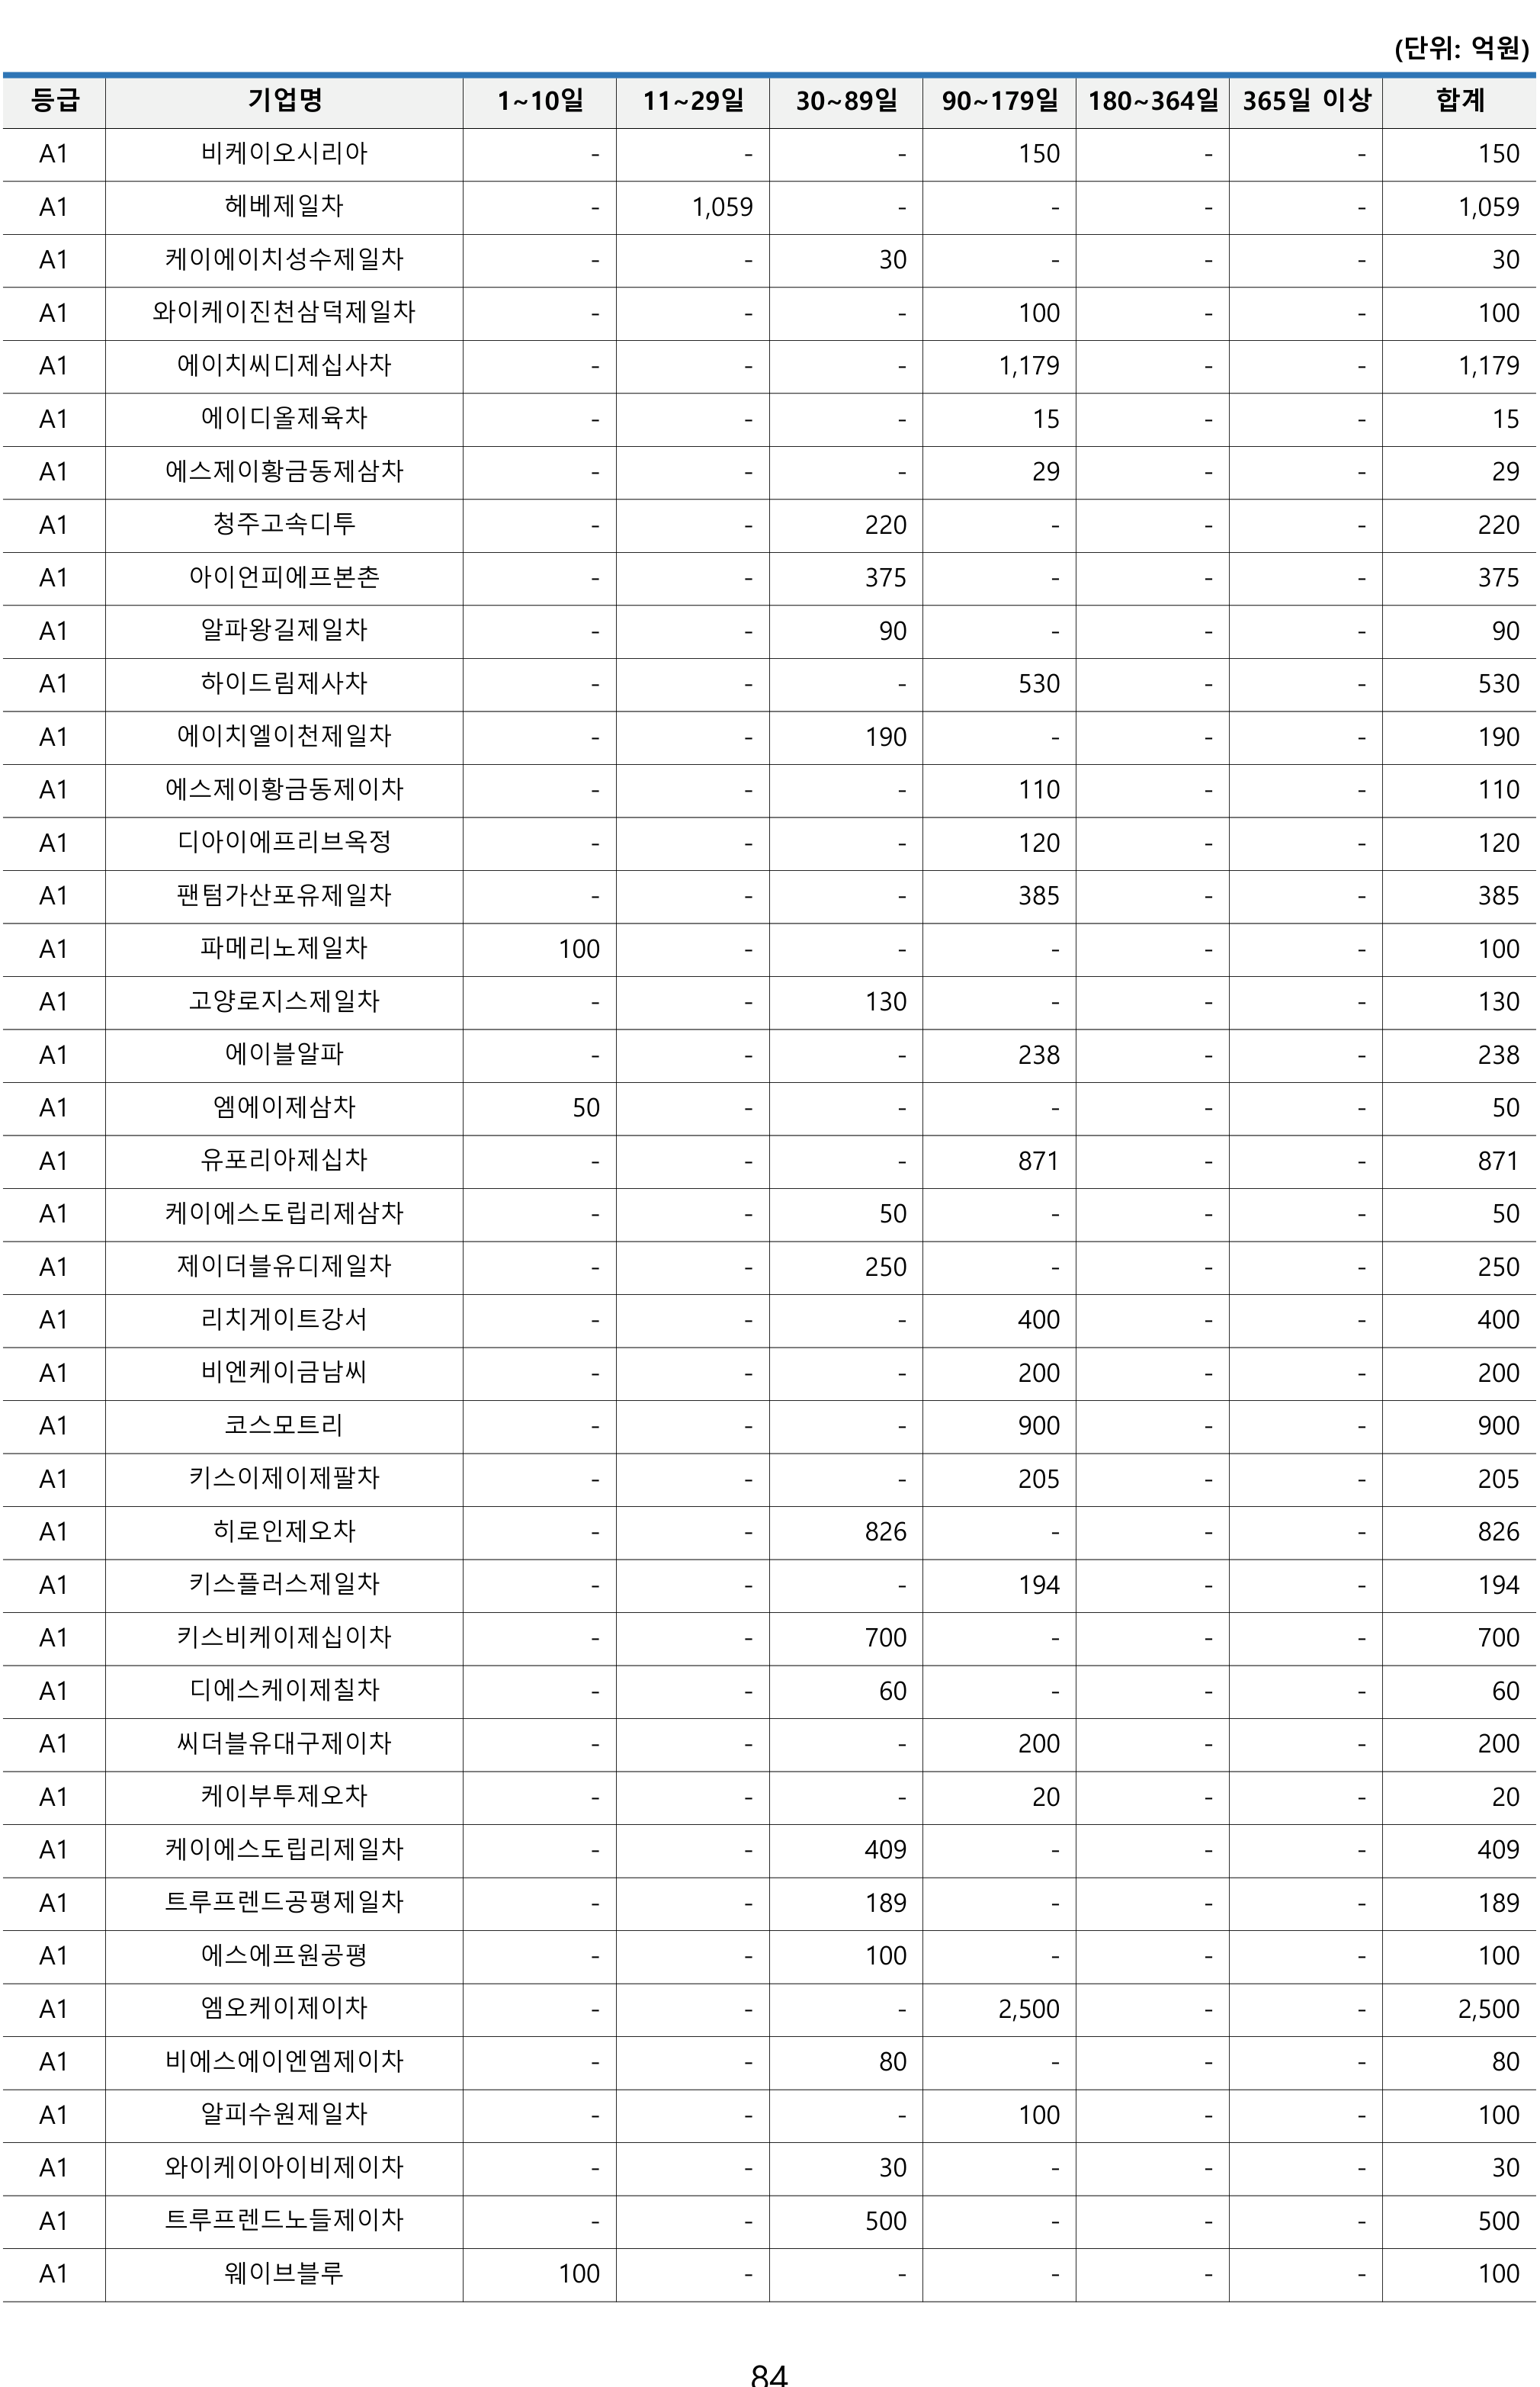 (단위: 억원)
등급 기업명 1~10일 11~29일 30~89일 90~179일 180~364일 365일 이상 합계
A1 비케이오시리아 - - - 150 - - 150
A1 헤베제일차 - 1,059 - - - - 1,059
A1 케이에이치성수제일차 - - 30 - - - 30
A1 와이케이진천삼덕제일차 - - - 100 - - 100
A1 에이치씨디제십사차 - - - 1,179 - - 1,179
A1 에이디올제육차 - - - 15 - - 15
A1 에스제이황금동제삼차 - - - 29 - - 29
A1 청주고속디투 - - 220 - - - 220
A1 아이언피에프본촌 - - 375 - - - 375
A1 알파왕길제일차 - - 90 - - - 90
A1 하이드림제사차 - - - 530 - - 530
A1 에이치엘이천제일차 - - 190 - - - 190
A1 에스제이황금동제이차 - - - 110 - - 110
A1 디아이에프리브옥정 - - - 120 - - 120
A1 팬텀가산포유제일차 - - - 385 - - 385
A1 파메리노제일차 100 - - - - - 100
A1 고양로지스제일차 - - 130 - - - 130
A1 에이블알파 - - - 238 - - 238
A1 엠에이제삼차 50 - - - - - 50
A1 유포리아제십차 - - - 871 - - 871
A1 케이에스도립리제삼차 - - 50 - - - 50
A1 제이더블유디제일차 - - 250 - - - 250
A1 리치게이트강서 - - - 400 - - 400
A1 비엔케이금남씨 - - - 200 - - 200
A1 코스모트리 - - - 900 - - 900
A1 키스이제이제팔차 - - - 205 - - 205
A1 히로인제오차 - - 826 - - - 826
A1 키스플러스제일차 - - - 194 - - 194
A1 키스비케이제십이차 - - 700 - - - 700
A1 디에스케이제칠차 - - 60 - - - 60
A1 씨더블유대구제이차 - - - 200 - - 200
A1 케이부투제오차 - - - 20 - - 20
A1 케이에스도립리제일차 - - 409 - - - 409
A1 트루프렌드공평제일차 - - 189 - - - 189
A1 에스에프원공평 - - 100 - - - 100
A1 엠오케이제이차 - - - 2,500 - - 2,500
A1 비에스에이엔엠제이차 - - 80 - - - 80
A1 알피수원제일차 - - - 100 - - 100
A1 와이케이아이비제이차 - - 30 - - - 30
A1 트루프렌드노들제이차 - - 500 - - - 500
A1 웨이브블루 100 - - - - - 100
84